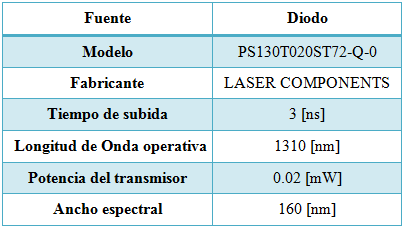 Fuente Diodo
Modelo PS130T020ST72-Q-0
Fabricante LASER COMPONENTS
Tiempo de subida 3 [ns]
Longitud de Onda operativa 1310 [nm]
Potencia del transmisor 0.02 [mW]
Ancho espectral 160 [nm]